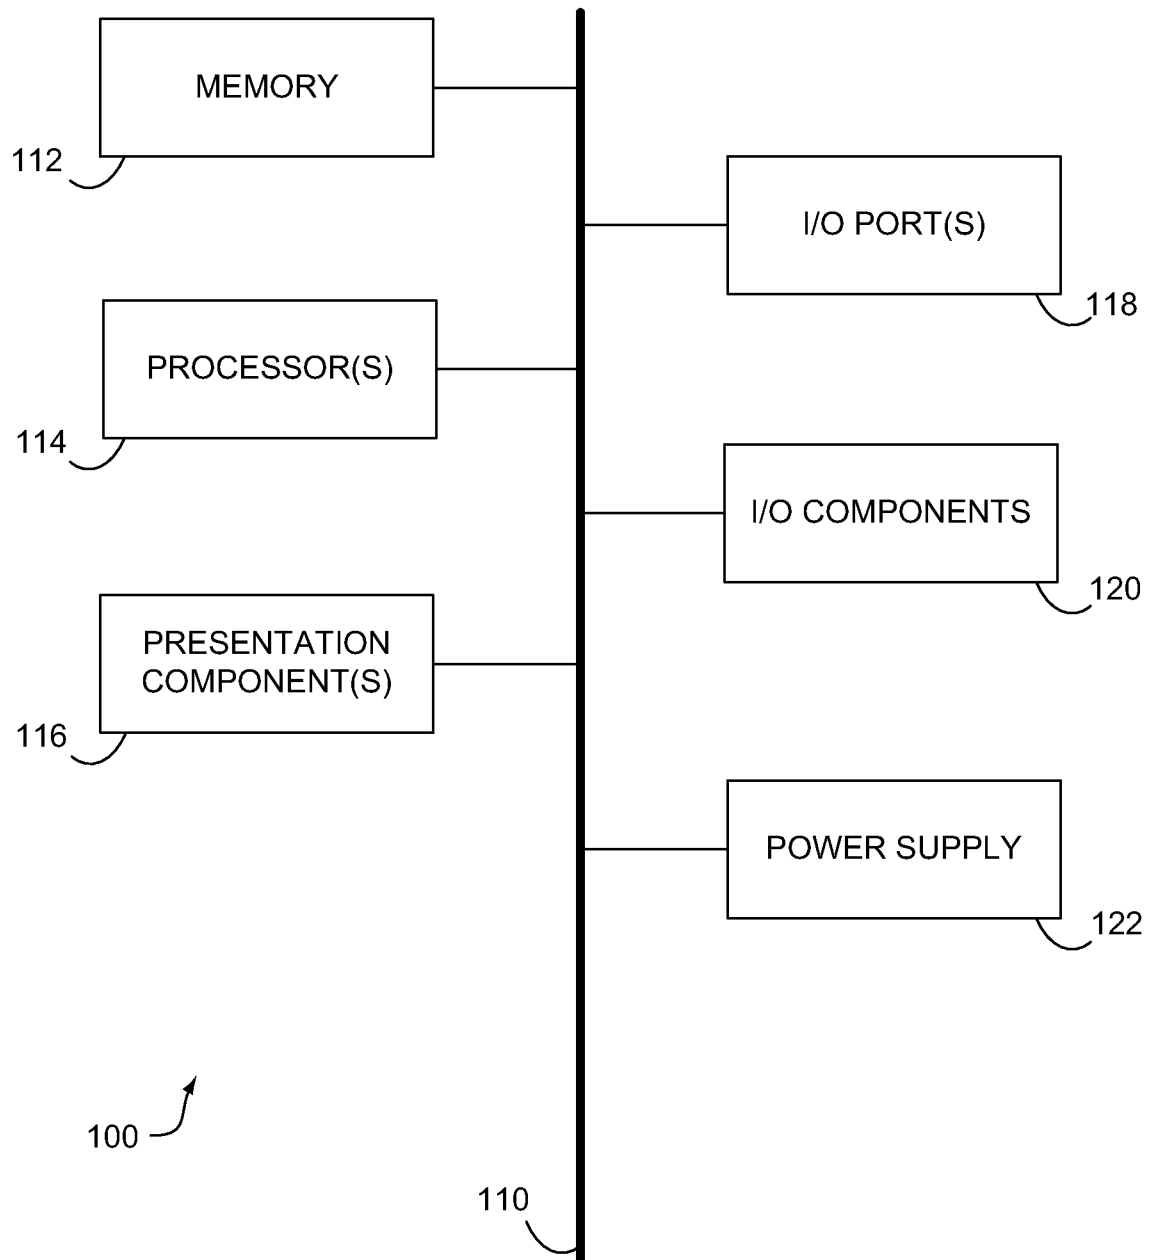 MEMORY
112
I/O PORT(S)
118
PROCESSOR(S)
114
I/O COMPONENTS
120
PRESENTATION
COMPONENT(S)
116
POWER SUPPLY
122
100
110